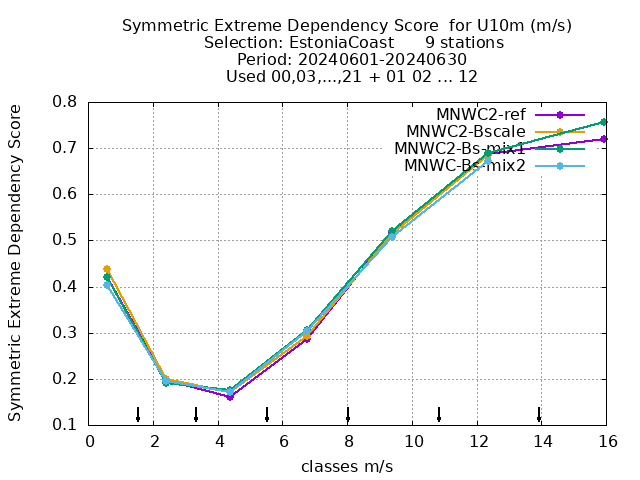 Symmetric Extreme Dependency Score  for U10m (m/s)
Selection: EstoniaCoast      9 stations
Period: 20240601-20240630
Used 00,03,...,21 + 01 02 ... 12
Symmetric Extreme Dependency Score
0.8
0.7
0.6
0.5
0.4
0.3
0.2
0.1
MNWC2-ref
MNWC2-Bscale
MNWC2-Bs-mix1
MNWC-Bs-mix2
0 2 4 6 8 10 12 14 16
classes m/s